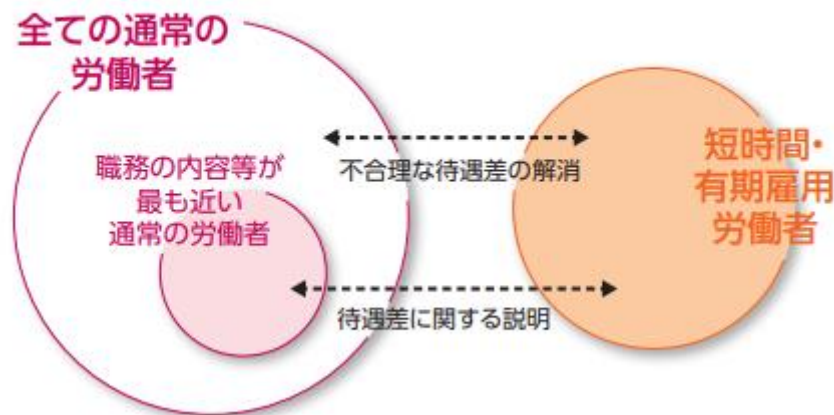 全ての通常の
労働者
職務の内容等が
最も近い
通常の労働者
不合理な待遇差の解消
待遇差に関する説明
短時間・
有期雇用
労働者